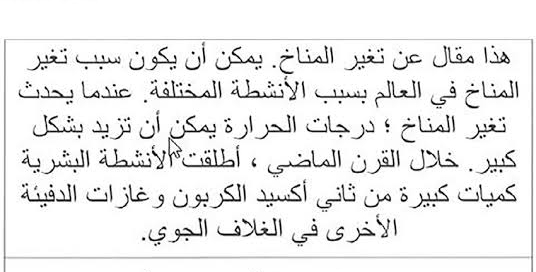 هذا مقال عن تغير المناخ. يمكن أن يكون سبب تغير
المناخ في العالم بسبب الأنشطة المختلفة. عندما يحدث
تغير المناخ ؛ درجات الحرارة يمكن أن تزيد بشكل
كبير. خلال القرن الماضي ، أطلقت الأنشطة البشرية
كميات كبيرة من ثاني أكسيد الكربون وغازات الدفيئة
الأخرى في الغلاف الجوي.